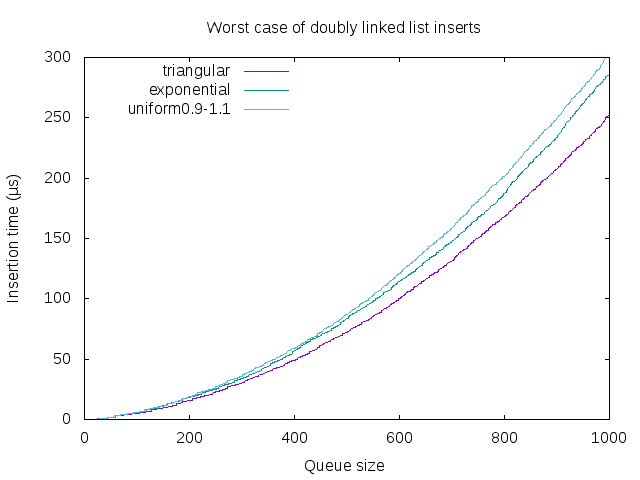 Worst case of doubly linked list inserts
triangular
exponential
uniform0.9-1.1
300
250
200
150
100
50
0
Insertion time (µs)
0 200 400 600 800 1000
Queue size